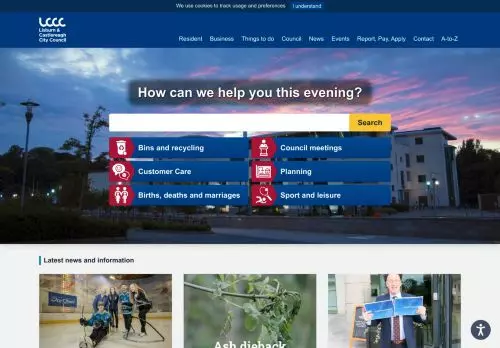 We use cookies to track usage and preferences I understand
LCCC
Lisburn &
Castlereagh
City Council
Resident Business Things to do Council News Events Report, Pay, Apply Contact A-to-Z
How can we help you this evening?
Search
Bins and recycling
Council meetings
Customer Care
Planning
Births, deaths and marriages
Sport and leisure
Latest news and information
Ash dieback